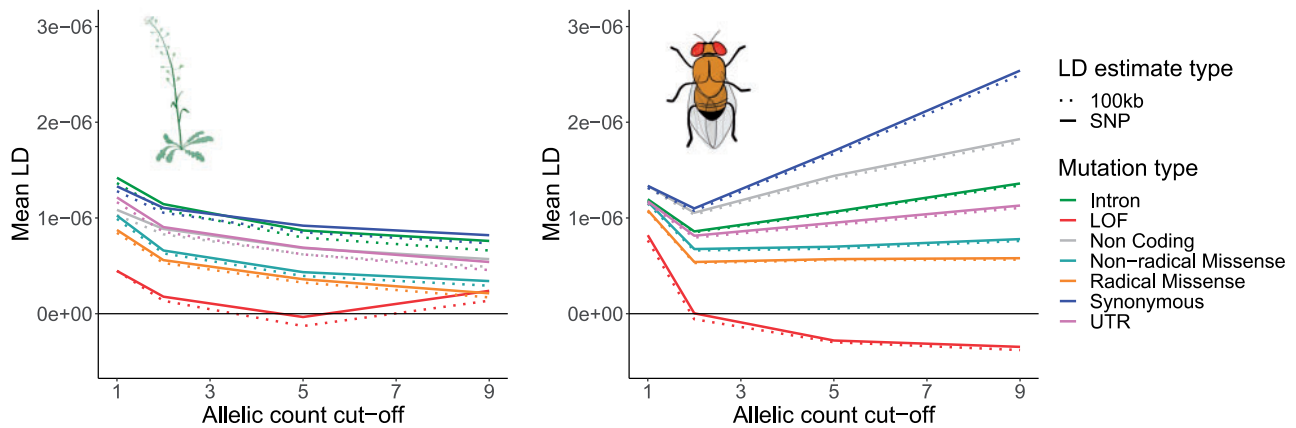 3e−06
2e−06
1e−06
0e+00
Mean LD
1 3 5 7 9
Allelic count cut−off
3e−06
2e−06
1e−06
0e+00
Mean LD
1 3 5 7 9
Allelic count cut−off
LD estimate type
100kb
SNP
Mutation type
Intron
LOF
Non Coding
Non-radical Missense
Radical Missense
Synonymous
UTR